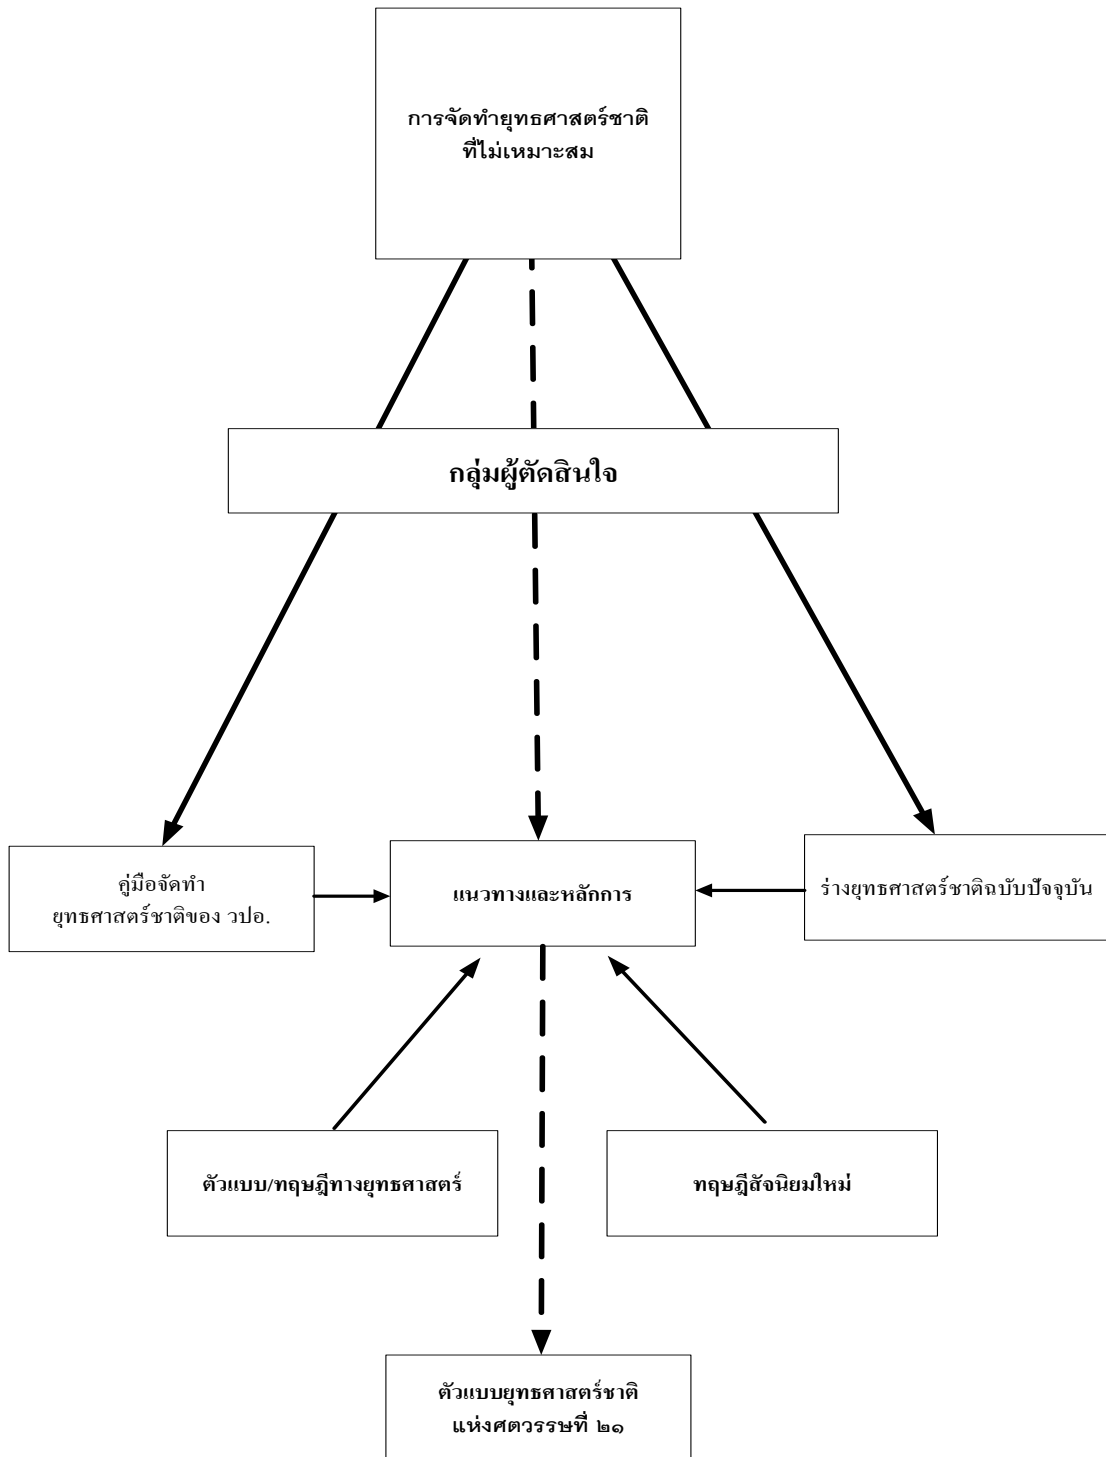 การจัดทำยุทธศาสตร์ชาติ
ที่ไม่เหมาะสม
กลุ่มผู้ตัดสินใจ
คู่มือจัดทำ
ยุทธศาสตร์ชาติของ วปอ.
แนวทางและหลักการ
ร่างยุทธศาสตร์ชาติฉบับปัจจุบัน
ตัวแบบ/ทฤษฎีทางยุทธศาสตร์
ทฤษฎีสัจนิยมใหม่
ตัวแบบยุทธศาสตร์ชาติ
แห่งศตวรรษที่ ๒๑